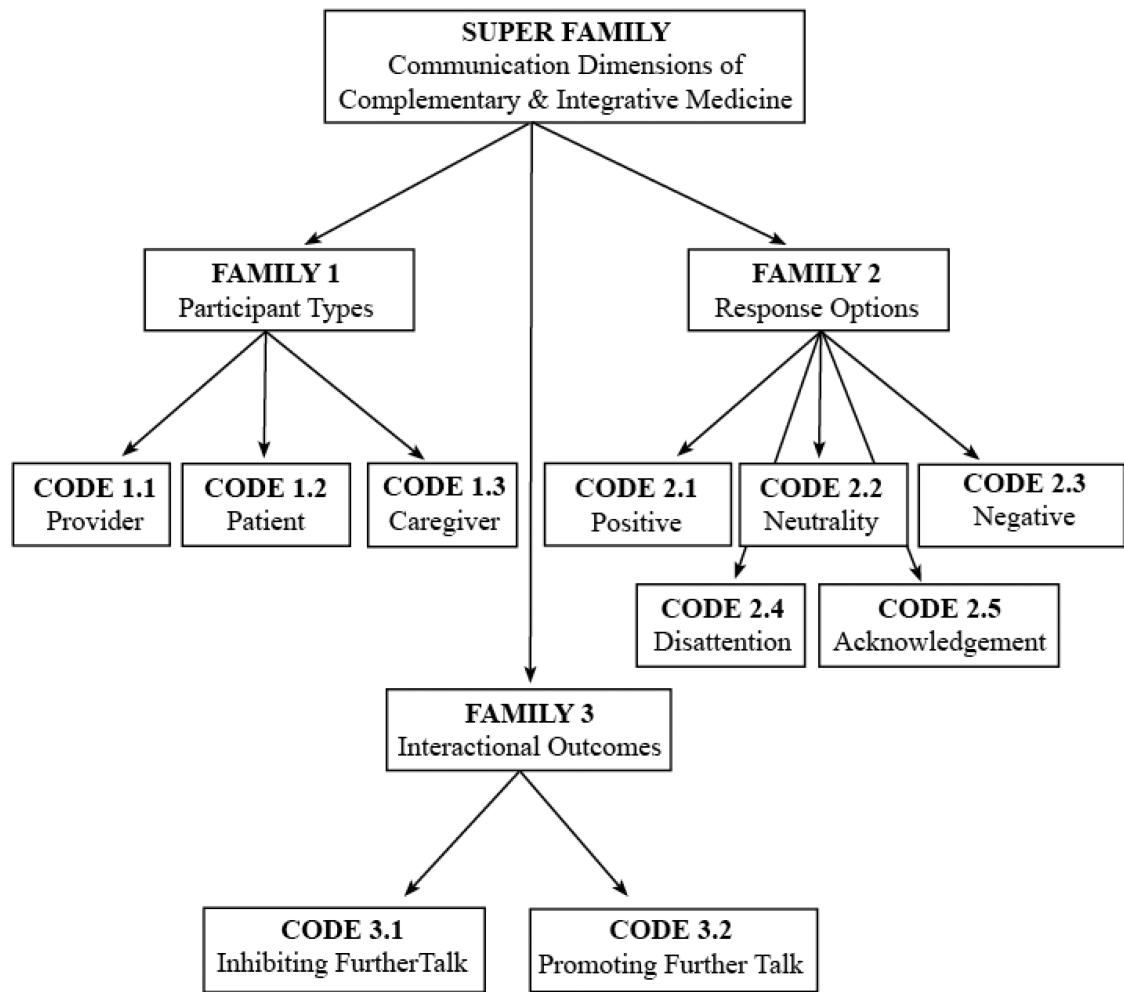 SUPER FAMILY
Communication Dimensions of
Complementary & Integrative Medicine
FAMILY 1
Participant Types
FAMILY 2
Response Options
CODE 1.1
Provider
CODE 1.2
Patient
CODE 1.3
Caregiver
CODE 2.1
Positive
CODE 2.2
Neutrality
CODE 2.3
Negative
CODE 2.4
Disattention
CODE 2.5
Acknowledgement
FAMILY 3
Interactional Outcomes
CODE 3.1
Inhibiting FurtherTalk
CODE 3.2
Promoting Further Talk